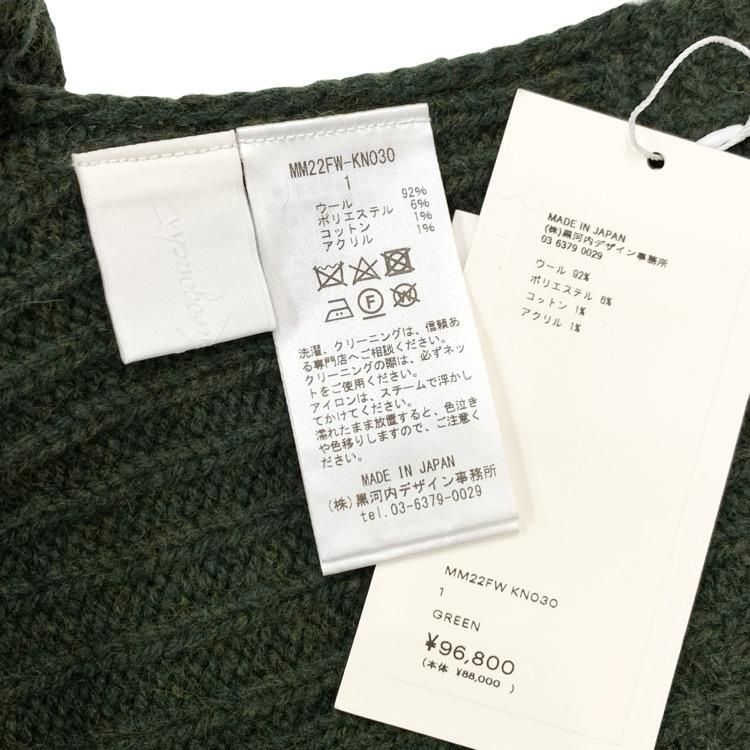 MM22FW-KN030
1
ウール 92%
ポリエステル 6%
コットン 1%
アクリル 1%
洗濯、クリーニングは、信頼あ
る専門店へご相談ください。
クリーニングの際は、必ずネッ
トをご使用ください。
アイロンは、スチームで浮かし
てかけてください。
濡れたまま放置すると、色泣き
や色移りしますので、ご注意く
ださい。
MADE IN JAPAN
(株)黒河内デザイン事務所
tel.03-6379-0029
MADE IN JAPAN
(株)黒河内デザイン事務所
03 6379 0029
ウール 92%
ポリエステル 6%
コットン 1%
アクリル 1%
MM22FW KN030
1
GREEN
¥96,800
(本体 ¥88,000 )